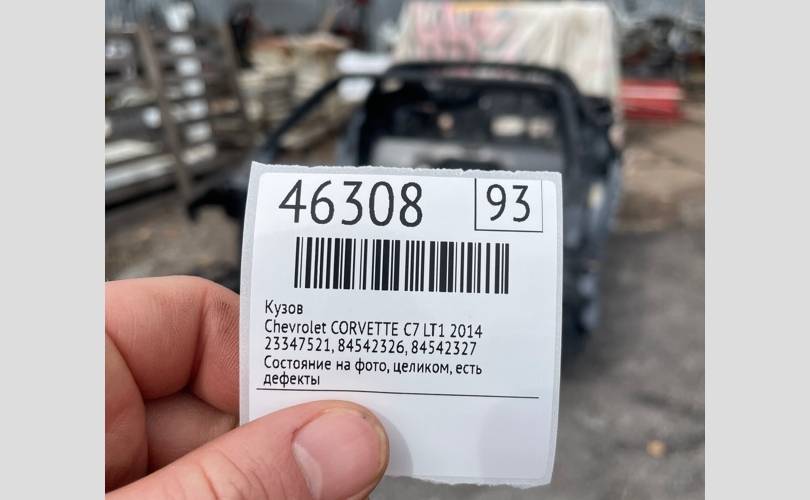 46308
93
Кузов
Chevrolet CORVETTE C7 LT1 2014
23347521, 84542326, 84542327
Состояние на фото, целиком, есть
дефекты